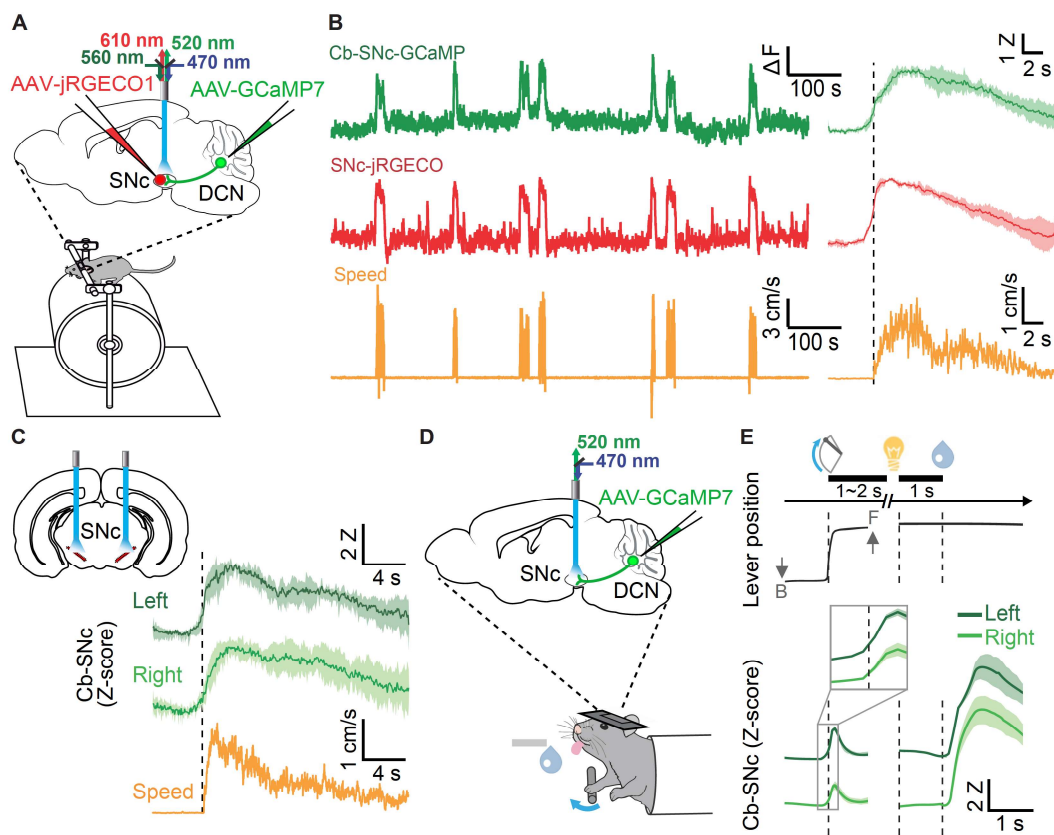 A
610 nm
520 nm
560 nm
470 nm
AAV-jRGECO1
AAV-GCaMP7
SNc
DCN
B
Cb-SNc-GCaMP
ΔF
100 s
1 Z
2 s
SNc-jRGECO
Speed
3 cm/s
100 s
1 cm/s
2 s
C
SNc
2 Z
4 s
Left
Right
Cb-SNc
(Z-score)
1 cm/s
4 s
Speed
D
520 nm
470 nm
AAV-GCaMP7
SNc
DCN
E
1~2 s
1 s
Lever position
F
B
Left
Right
Cb-SNc (Z-score)
2 Z
1 s